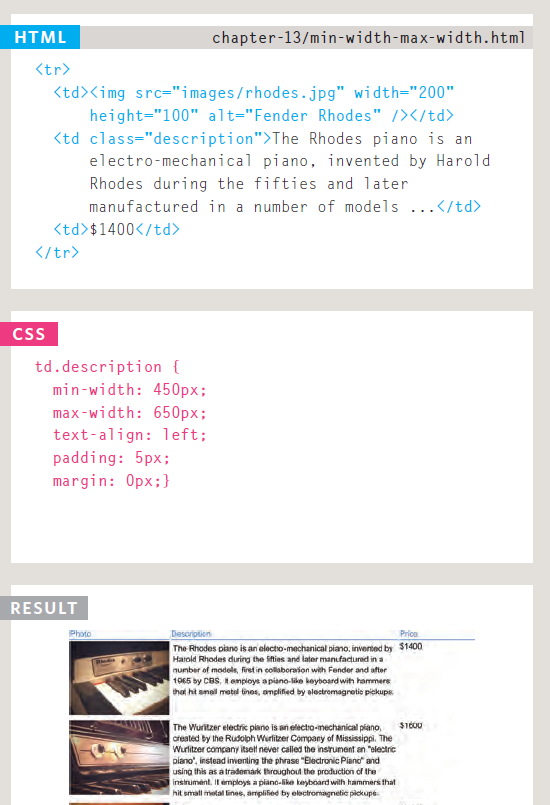 HTML
chapter-13/min-width-max-width.html
<tr>
<td><img src="images/rhodes.jpg" width="200"
height="100" alt="Fender Rhodes" /></td>
<td class="description">The Rhodes piano is an
electro-mechanical piano, invented by Harold
Rhodes during the fifties and later
manufactured in a number of models ...</td>
<td>$1400</td>
</tr>
CSS
td.description {
min-width: 450px;
max-width: 650px;
text-align: left;
padding: 5px;
margin: 0px;}
RESULT
Photo Description Price
The Rhodes piano is an electro-mechanical piano, invented by $1400
Harold Rhodes during the fifties and later manufactured in a
number of models, first in collaboration with Fender and after
1965 by CBS. It employs a piano-like keyboard with hammers
that hit small metal tines, amplified by electromagnetic pickups.
The Wurlitzer electric piano is an electro-mechanical piano, $1600
created by the Rudolph Wurlitzer Company of Mississippi. The
Wurlitzer company itself never called the instrument an "electric
piano", instead inventing the phrase "Electronic Piano" and
using this as a trademark throughout the production of the
instrument. It employs a piano-like keyboard with hammers that
hit small metal tines, amplified by electromagnetic pickups.